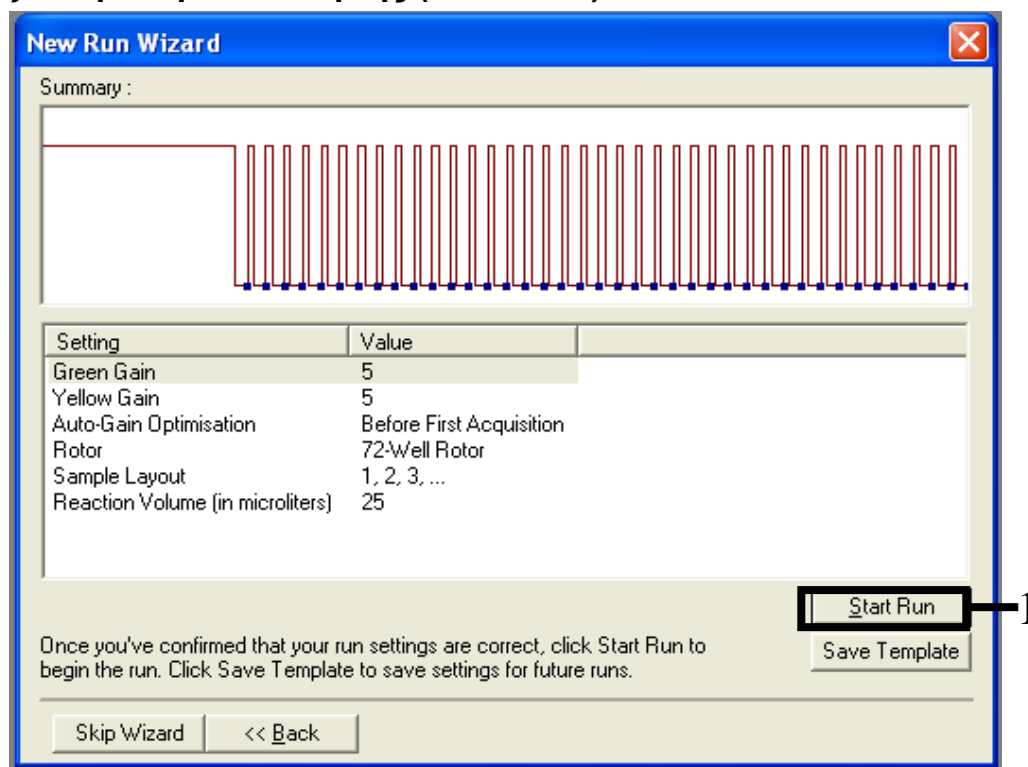 New Run Wizard
Summary :
Setting Value
Green Gain 5
Yellow Gain 5
Auto-Gain Optimisation Before First Acquisition
Rotor 72-Well Rotor
Sample Layout 1, 2, 3, ...
Reaction Volume (in microliters) 25
Start Run 1
Once you've confirmed that your run settings are correct, click Start Run to
begin the run. Click Save Template to save settings for future runs.
Save Template
Skip Wizard << Back